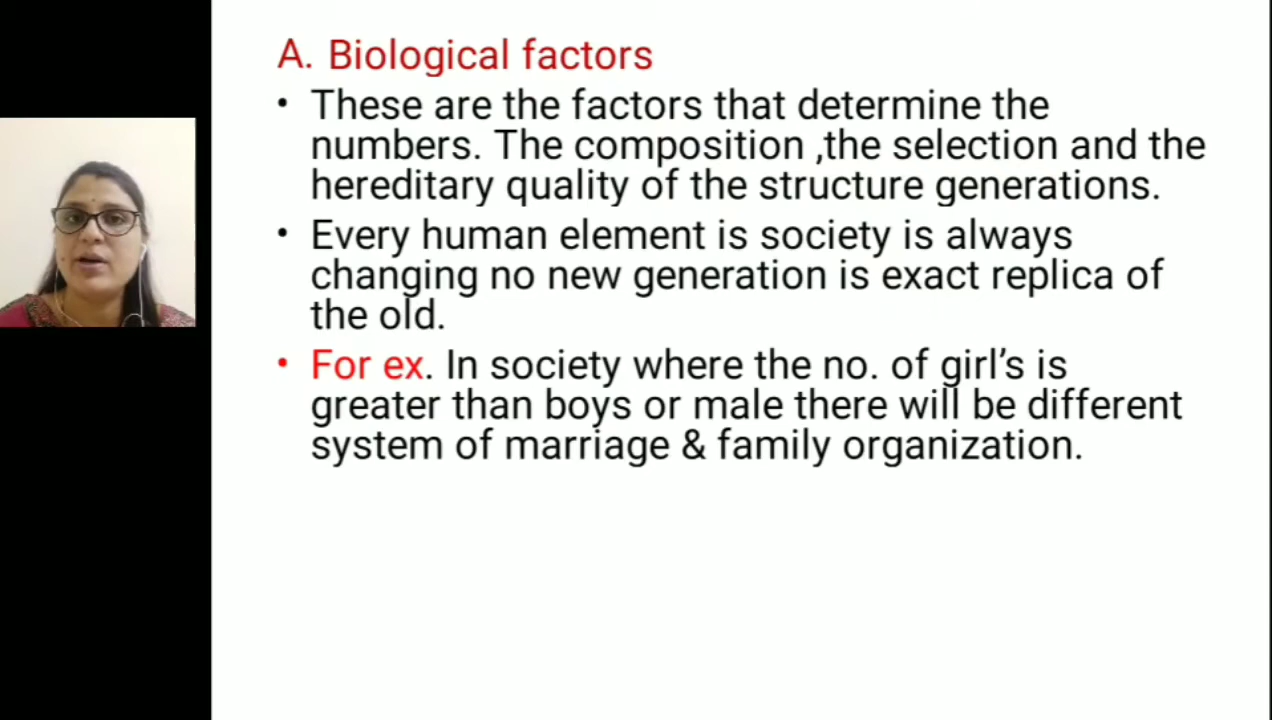 A. Biological factors
• These are the factors that determine the
numbers. The composition ,the selection and the
hereditary quality of the structure generations.
• Every human element is society is always
changing no new generation is exact replica of
the old.
• For ex. In society where the no. of girl's is
greater than boys or male there will be different
system of marriage & family organization.